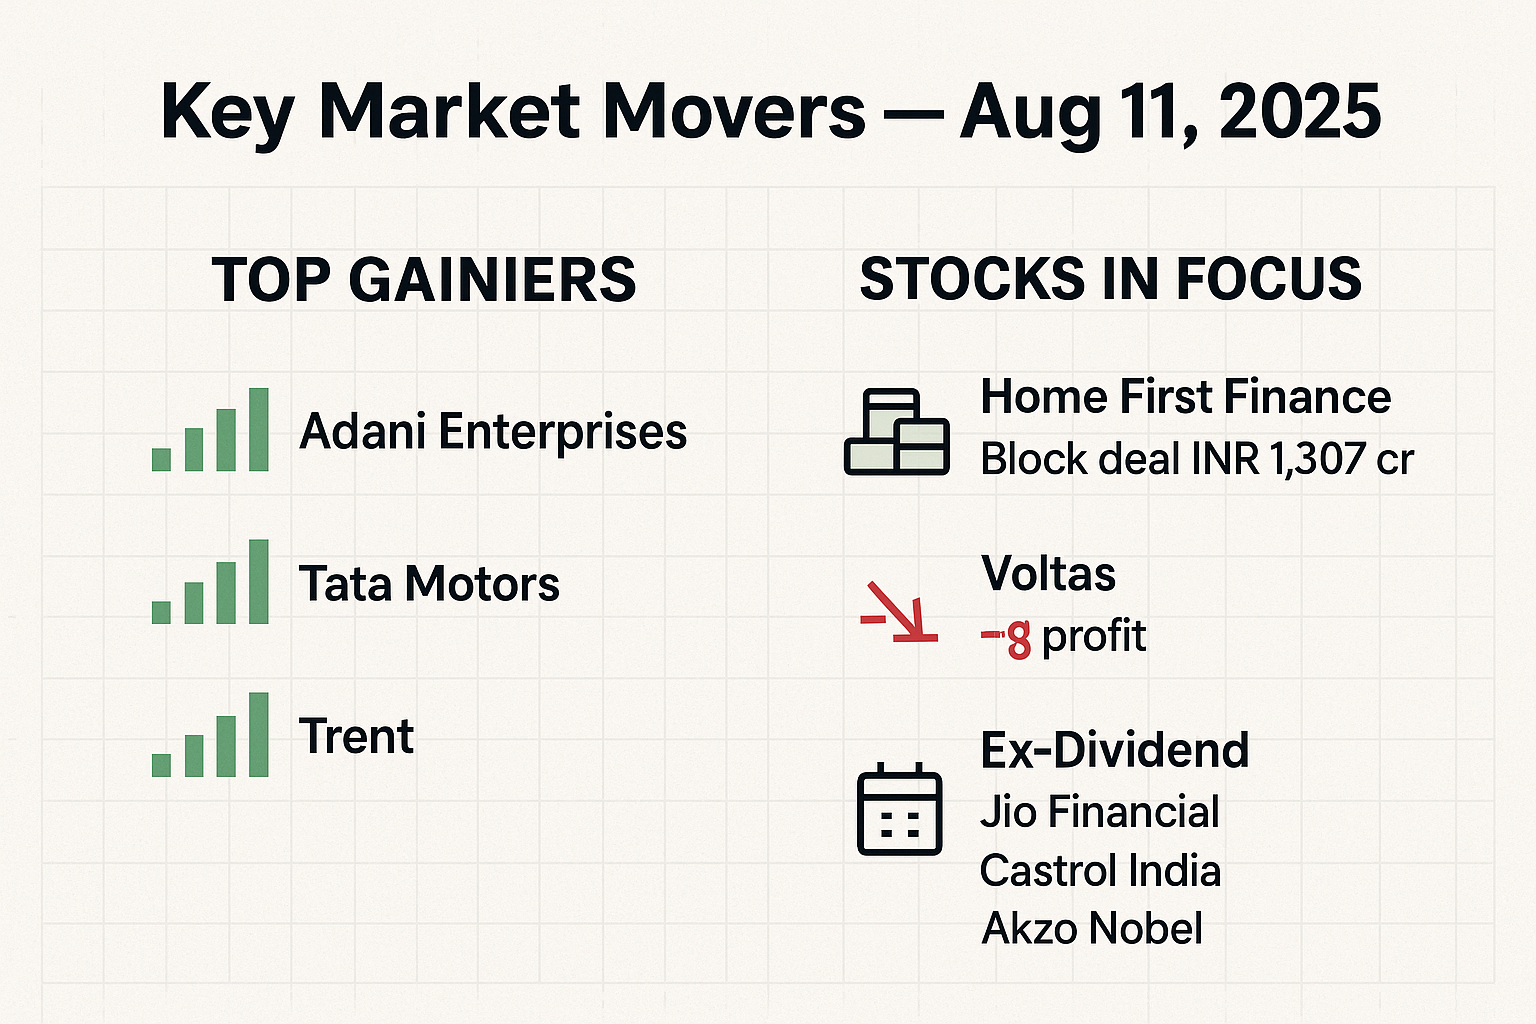 Key Market Movers — Aug 11, 2025
TOP GAINIERS
Adani Enterprises
Tata Motors
Trent
STOCKS IN FOCUS
Home First Finance
Block deal INR 1,307 cr
Voltas
-8 profit
Ex-Dividend
Jio Financial
Castrol India
Akzo Nobel